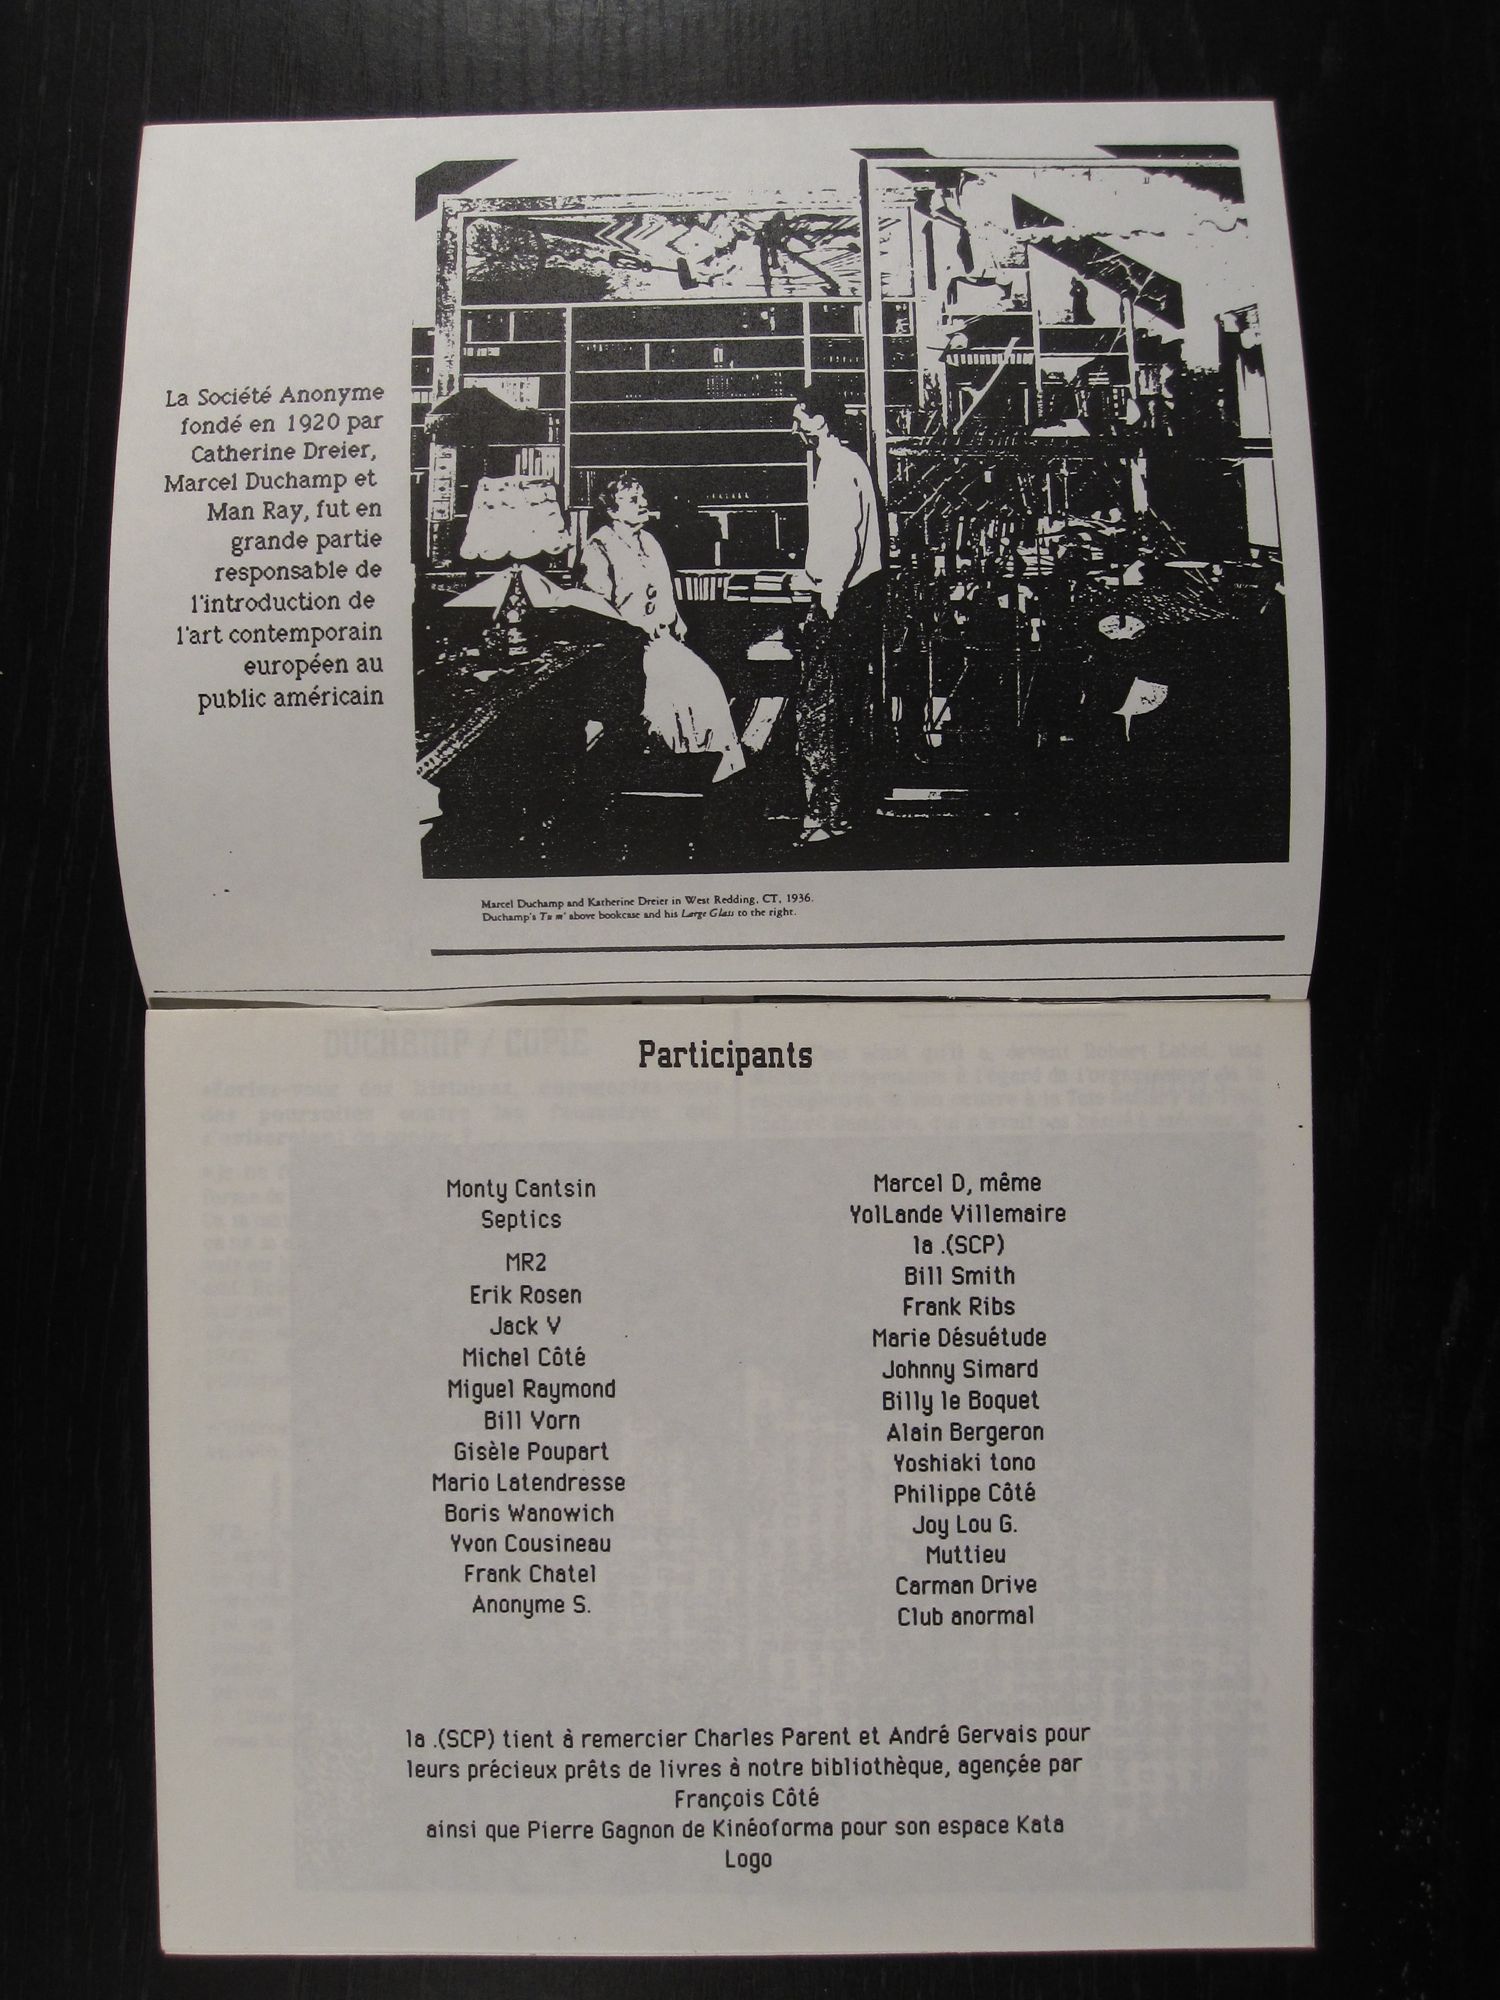 La Société Anonyme
fondé en 1920 par
Catherine Dreier,
Marcel Duchamp et
Man Ray, fut en
grande partie
responsable de
l'introduction de
l'art contemporain
européen au
public américain
Marcel Duchamp and Katherine Dreier in West Redding, CT, 1936.
Duchamp's Tu m' above bookcase and his Large Glass to the right.
DUCHAMP / COPIE
Participants
Monty Cantsin
Septics
MR2
Erik Rosen
Jack V
Michel Côté
Miguel Raymond
Bill Vorn
Gisèle Poupart
Mario Latendresse
Boris Wanowich
Yvon Cousineau
Frank Chatel
Anonyme S.
Marcel D, même
YolLande Villemaire
la .(SCP)
Bill Smith
Frank Ribs
Marie Désuétude
Johnny Simard
Billy le Boquet
Alain Bergeron
Yoshiaki tono
Philippe Côté
Joy Lou G.
Muttieu
Carman Drive
Club anormal
la .(SCP) tient à remercier Charles Parent et André Gervais pour
leurs précieux prêts de livres à notre bibliothèque, agençée par
François Côté
ainsi que Pierre Gagnon de Kinéoforma pour son espace Kata
Logo